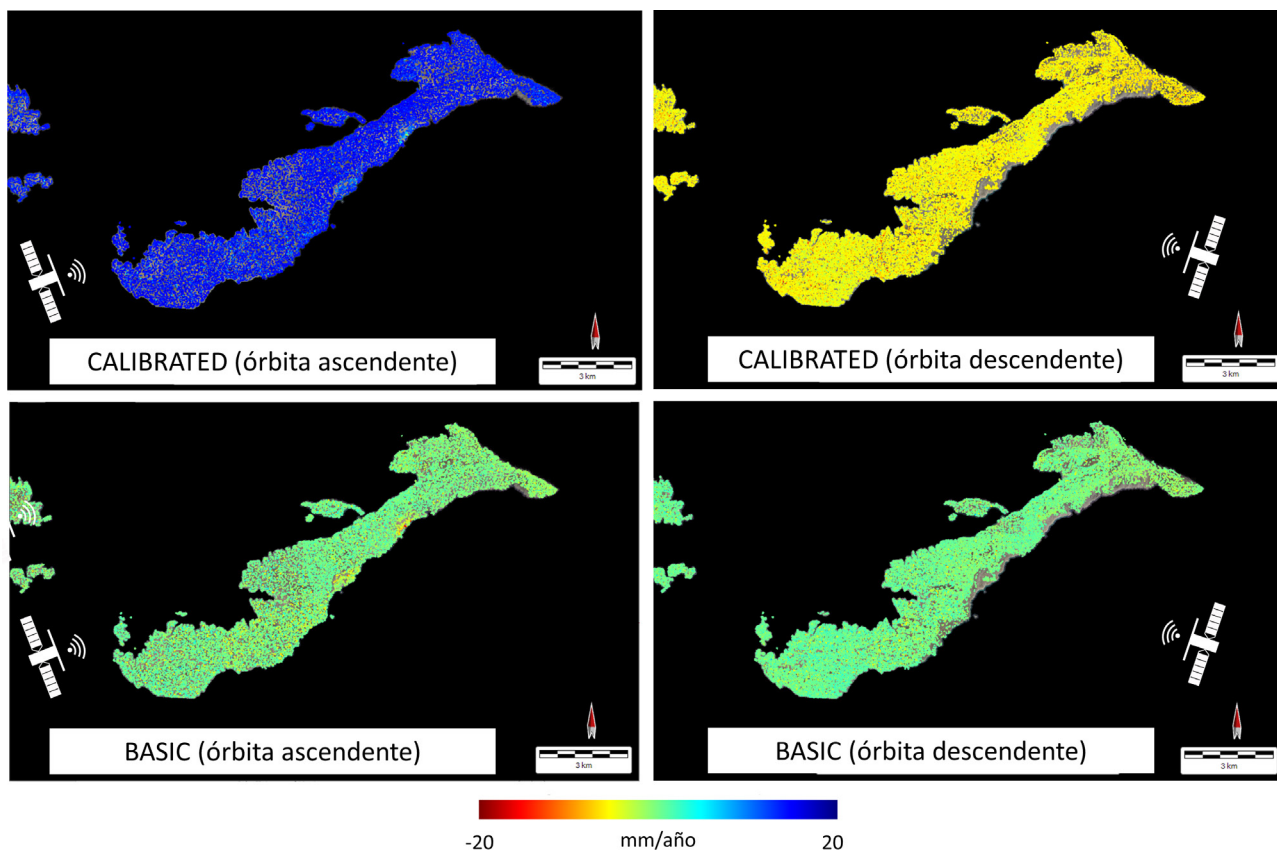 CALIBRATED (órbita ascendente)
3 km
CALIBRATED (órbita descendente)
3 km
BASIC (órbita ascendente)
3 km
BASIC (órbita descendente)
3 km
-20 mm/año 20